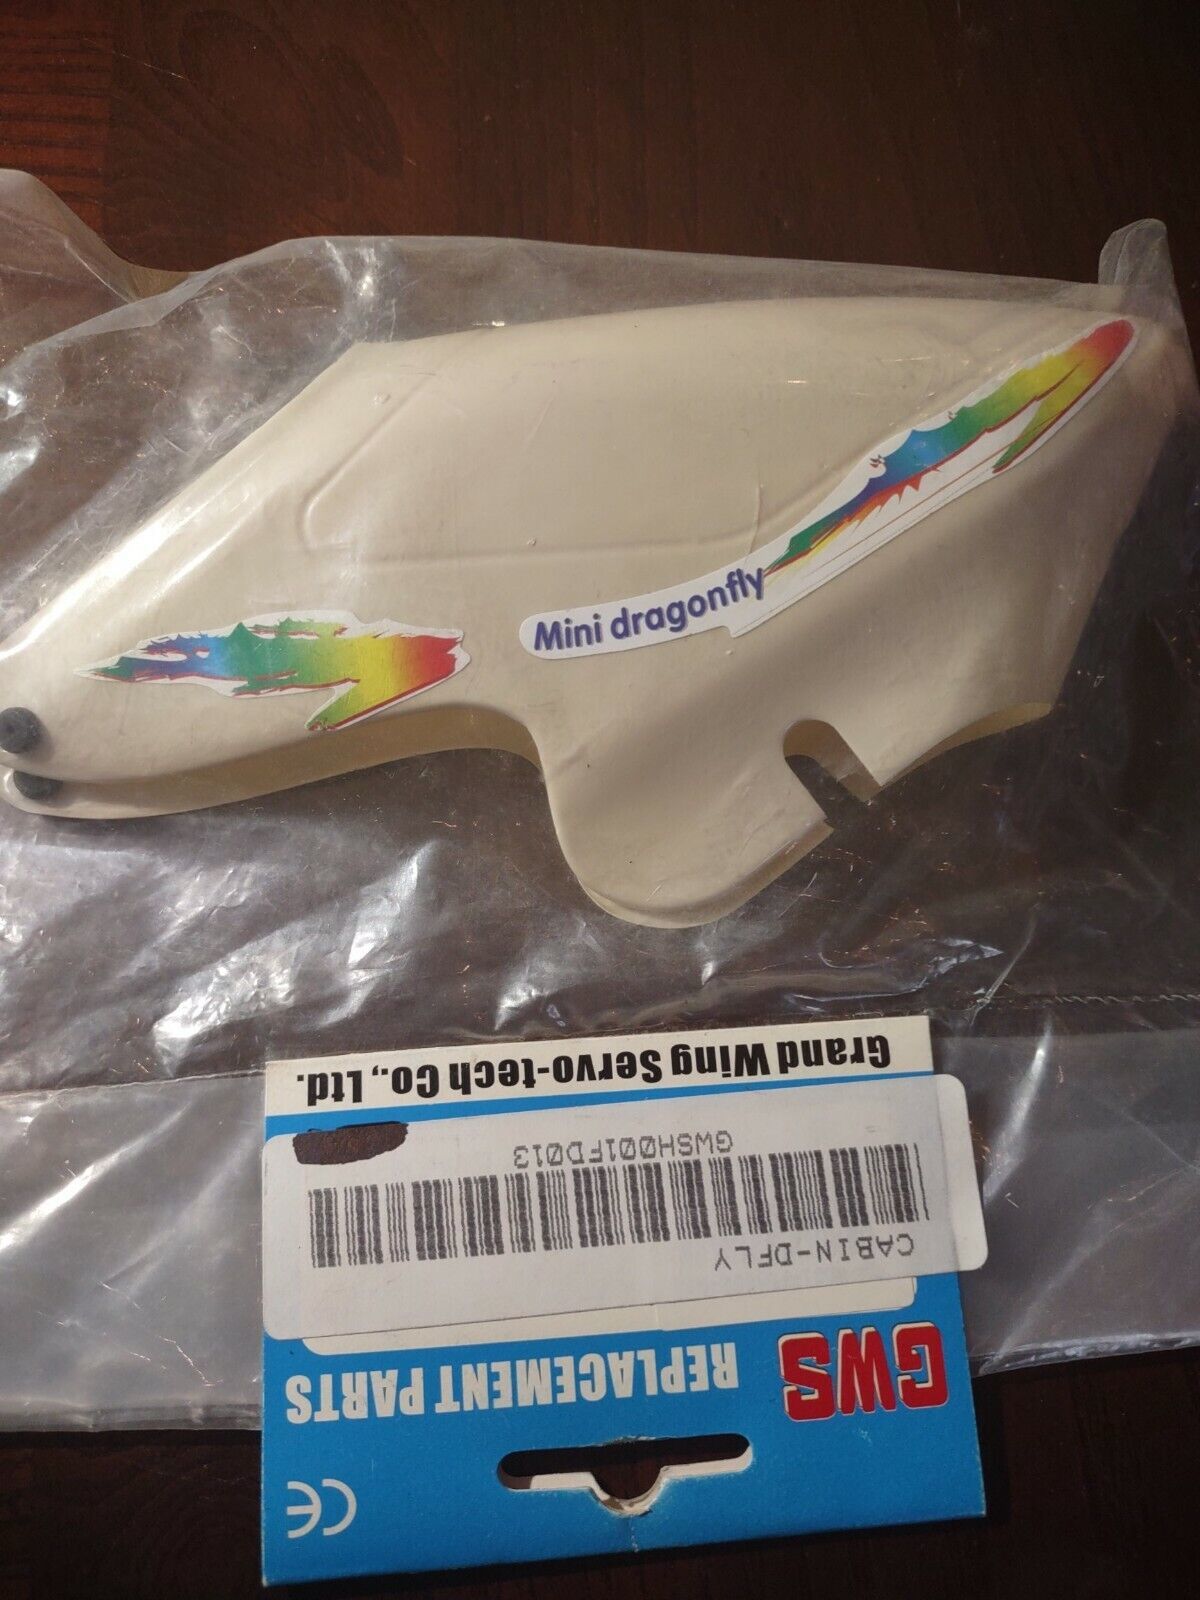 Mini dragonfly
Grand Wing Servo-tech Co., Ltd.
GWSH001FD013
CABIN-DFLY
GWS
REPLACEMENT PARTS
CE